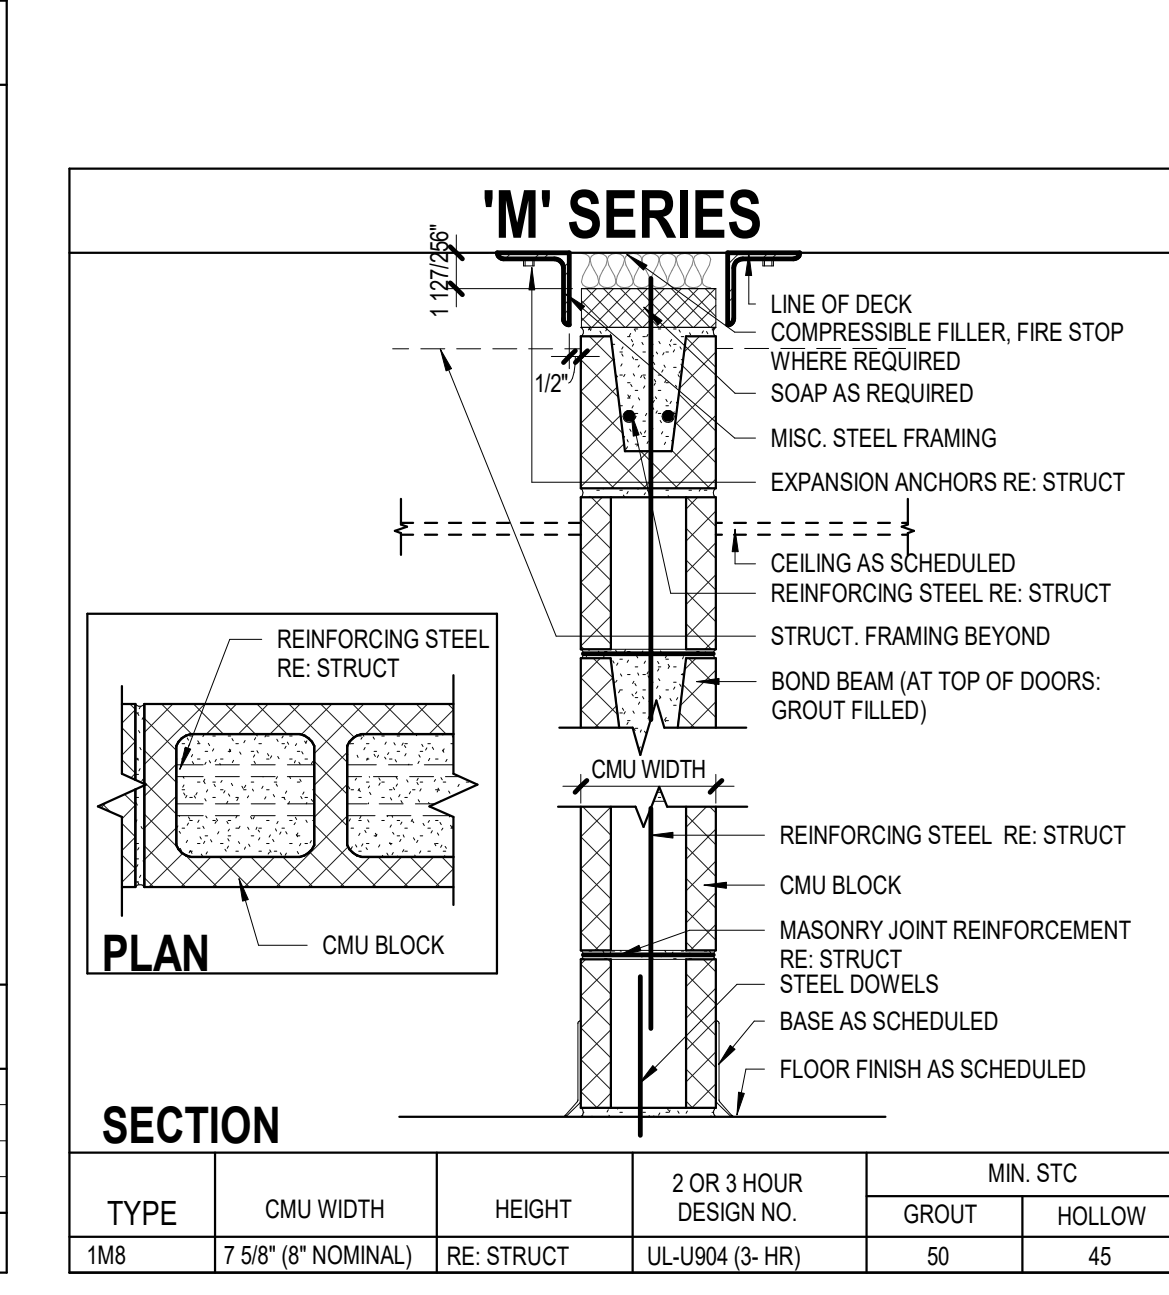 'M' SERIES
1 127/256"
1/2"
LINE OF DECK
COMPRESSIBLE FILLER, FIRE STOP
WHERE REQUIRED
SOAP AS REQUIRED
MISC. STEEL FRAMING
EXPANSION ANCHORS RE: STRUCT
CEILING AS SCHEDULED
REINFORCING STEEL RE: STRUCT
STRUCT. FRAMING BEYOND
BOND BEAM (AT TOP OF DOORS:
GROUT FILLED)
CMU WIDTH
REINFORCING STEEL RE: STRUCT
CMU BLOCK
MASONRY JOINT REINFORCEMENT
RE: STRUCT
STEEL DOWELS
BASE AS SCHEDULED
FLOOR FINISH AS SCHEDULED
REINFORCING STEEL
RE: STRUCT
CMU BLOCK
PLAN
SECTION
TYPE
CMU WIDTH
HEIGHT
2 OR 3 HOUR
DESIGN NO.
MIN. STC
GROUT
HOLLOW
1M8
7 5/8" (8" NOMINAL)
RE: STRUCT
UL-U904 (3- HR)
50
45